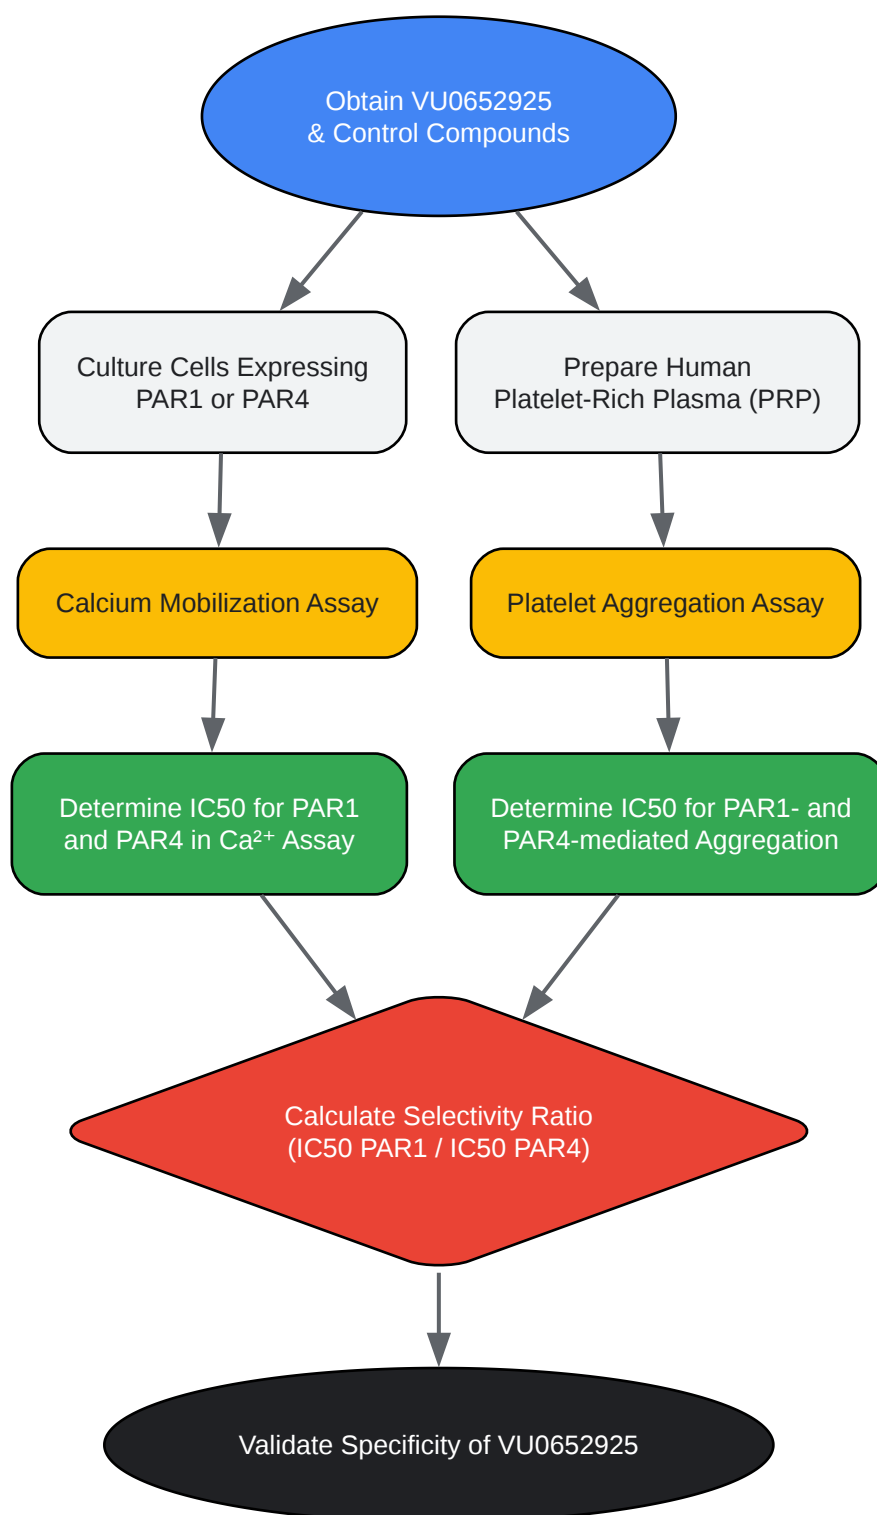 Obtain VU0652925
& Control Compounds
Culture Cells Expressing
PAR1 or PAR4
Prepare Human
Platelet-Rich Plasma (PRP)
Calcium Mobilization Assay
Platelet Aggregation Assay
Determine IC50 for PAR1
and PAR4 in Ca²⁺ Assay
Determine IC50 for PAR1- and
PAR4-mediated Aggregation
Calculate Selectivity Ratio
(IC50 PAR1 / IC50 PAR4)
Validate Specificity of VU0652925